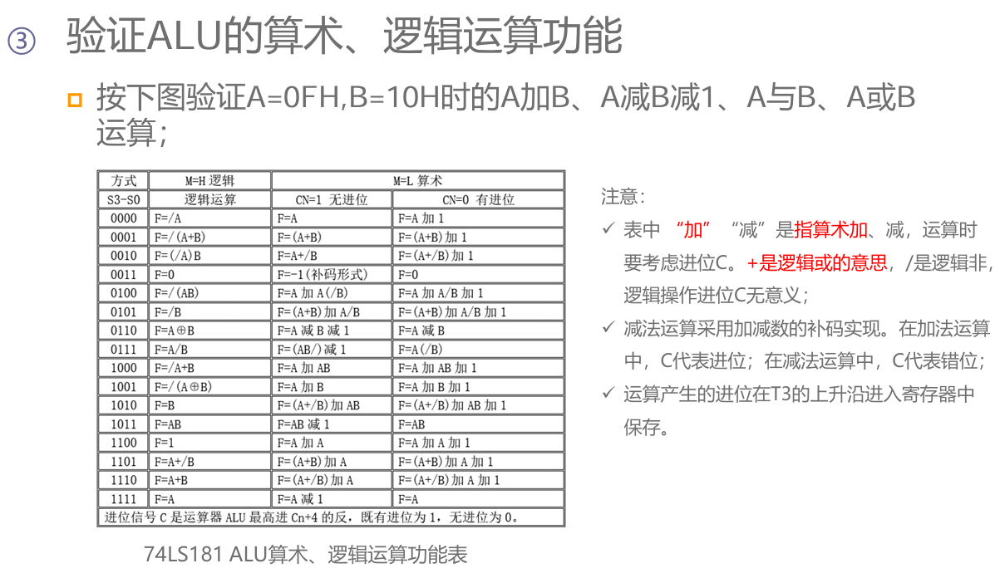 ③ 验证ALU的算术、逻辑运算功能
按下图验证A=0FH,B=10H时的A加B、A减B减1、A与B、A或B
运算；
方式 M=H 逻辑 M=L 算术
S3-S0 逻辑运算 CN=1 无进位 CN=0 有进位
0000 F=/A F=A F=A 加 1
0001 F=/(A+B) F=(A+B) F=(A+B)加 1
0010 F=(/A)B F=A+/B F=(A+/B)加 1
0011 F=0 F=-1(补码形式) F=0
0100 F=/(AB) F=A 加 A(/B) F=A 加 A/B 加 1
0101 F=/B F=(A+B)加 A/B F=(A+B)加 A/B 加 1
0110 F=A⊕B F=A 减 B 减 1 F=A 减 B
0111 F=A/B F=(AB/)减 1 F=A(/B)
1000 F=/A+B F=A 加 AB F=A 加 AB 加 1
1001 F=/(A⊕B) F=A 加 B F=A 加 B 加 1
1010 F=B F=(A+/B)加 AB F=(A+/B)加 AB 加 1
1011 F=AB F=AB 减 1 F=AB
1100 F=1 F=A 加 A F=A 加 A 加 1
1101 F=A+/B F=(A+B)加 A F=(A+B)加 A 加 1
1110 F=A+B F=(A+/B)加 A F=(A+/B)加 A 加 1
1111 F=A F=A 减 1 F=A
进位信号 C 是运算器 ALU 最高进 Cn+4 的反，既有进位为 1，无进位为 0。
74LS181 ALU算术、逻辑运算功能表
注意：
✓ 表中 “加” “减”是指算术加、减，运算时
要考虑进位C。+是逻辑或的意思，/是逻辑非，
逻辑操作进位C无意义；
✓ 减法运算采用加减数的补码实现。在加法运算
中，C代表进位；在减法运算中，C代表错位；
✓ 运算产生的进位在T3的上升沿进入寄存器中
保存。